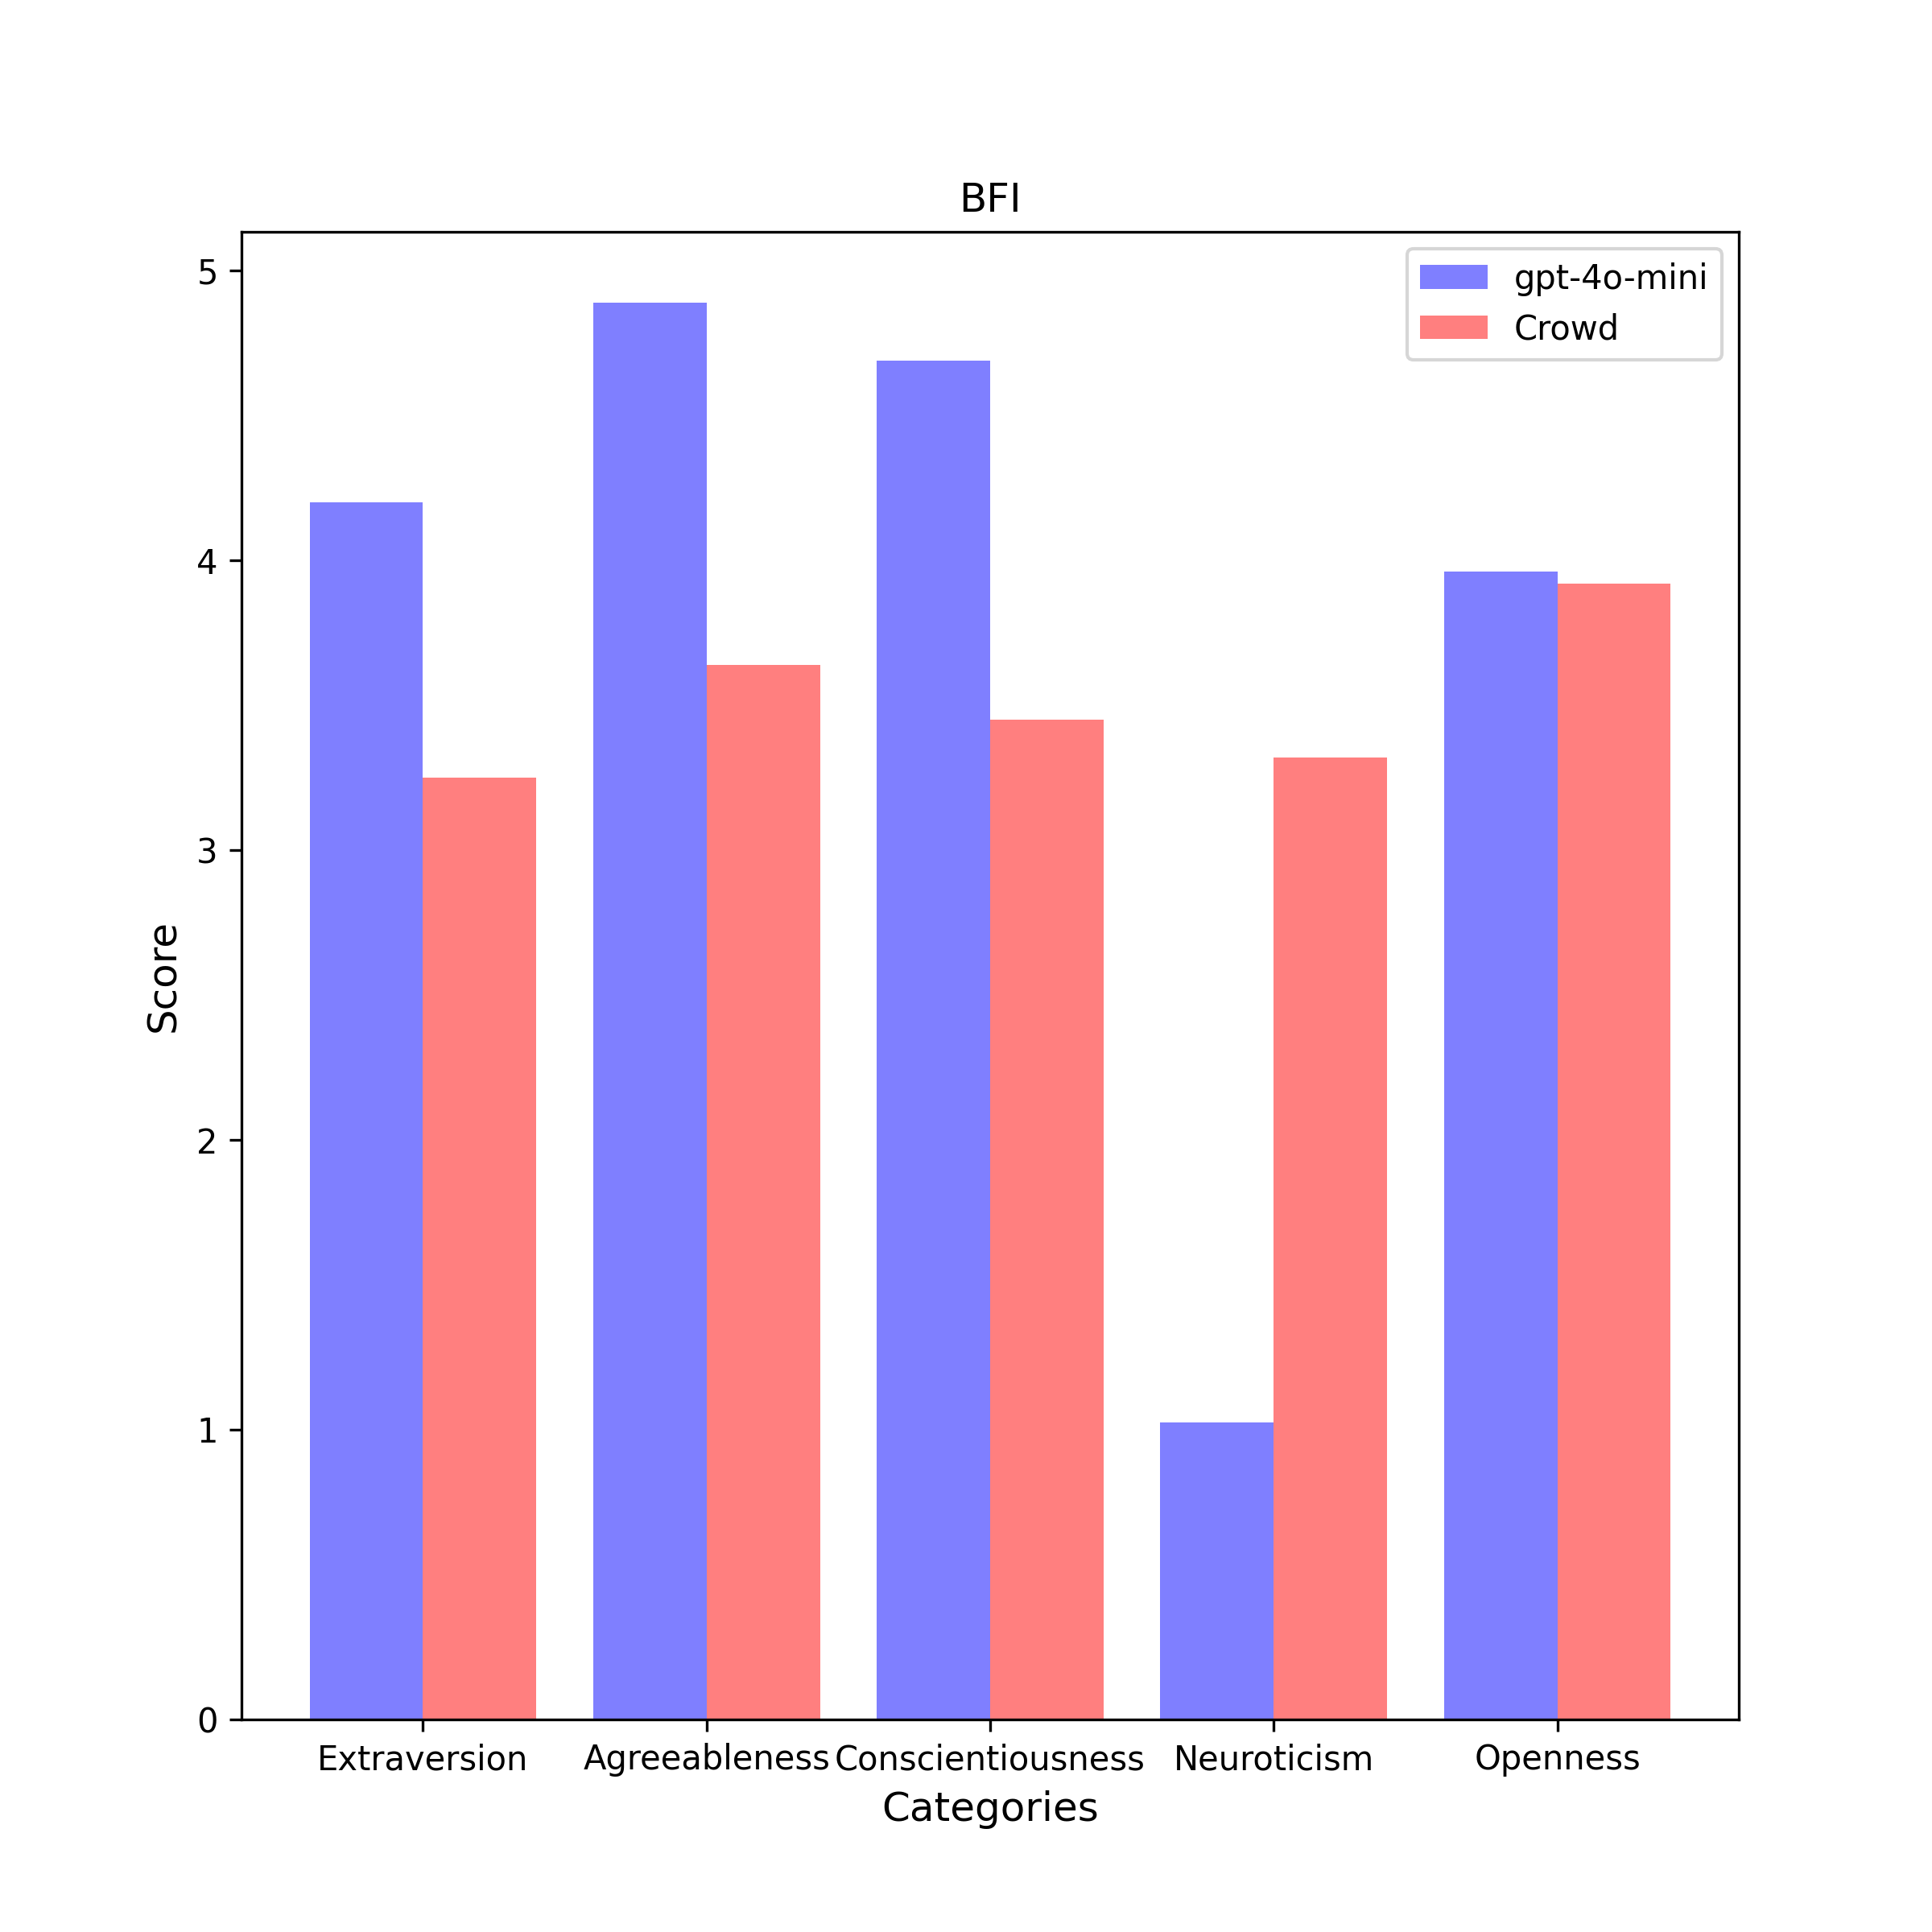 BFI
gpt-4o-mini
Crowd
5
4
3
2
1
0
Score
Extraversion
Agreeableness
Conscientiousness
Neuroticism
Openness
Categories